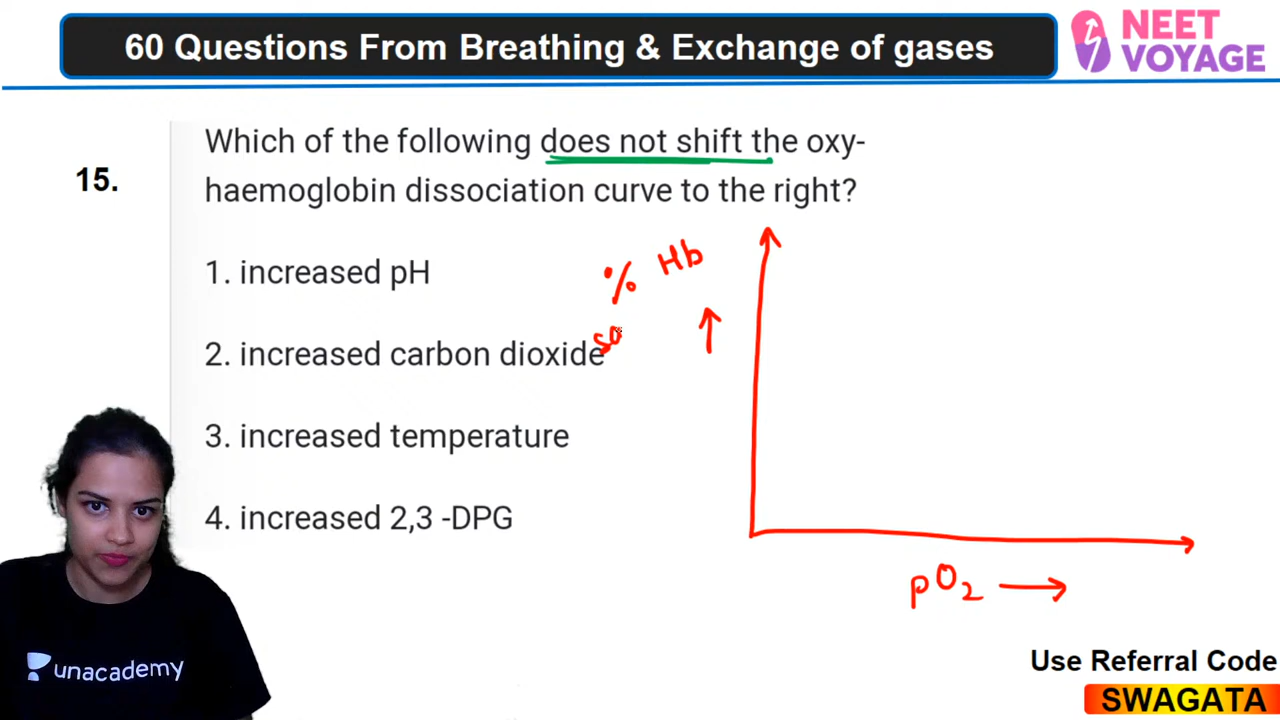 60 Questions From Breathing & Exchange of gases
NEET
VOYAGE
15.
Which of the following does not shift the oxy-
haemoglobin dissociation curve to the right?
1. increased pH
2. increased carbon dioxide
3. increased temperature
4. increased 2,3 -DPG
% Hb
pO2
unacademy
Use Referral Code
SWAGATA